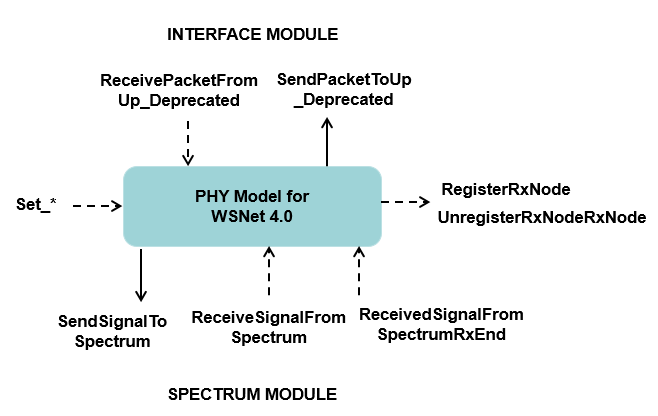 INTERFACE MODULE
ReceivePacketFrom
Up_Deprecated
SendPacketToUp
_Deprecated
Set_*
PHY Model for
WSNet 4.0
RegisterRxNode
UnregisterRxNodeRxNode
SendSignalTo
Spectrum
ReceiveSignalFrom
Spectrum
ReceivedSignalFrom
SpectrumRxEnd
SPECTRUM MODULE